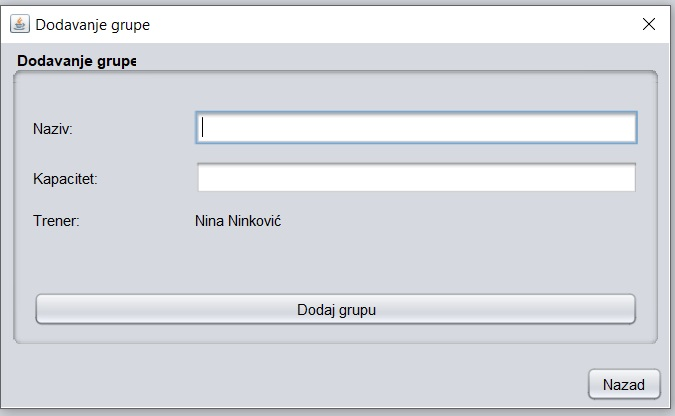 Dodavanje grupe
Dodavanje grupe
Naziv:
Kapacitet:
Trener: Nina Ninković
Dodaj grupu
Nazad